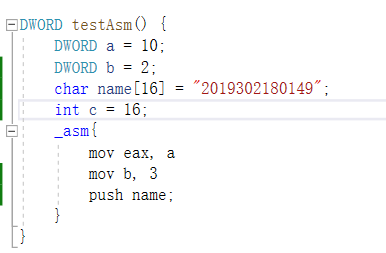 DWORD testAsm() {
DWORD a = 10;
DWORD b = 2;
char name[16] = "2019302180149";
int c = 16;
_asm{
mov eax, a
mov b, 3
push name;
}
}